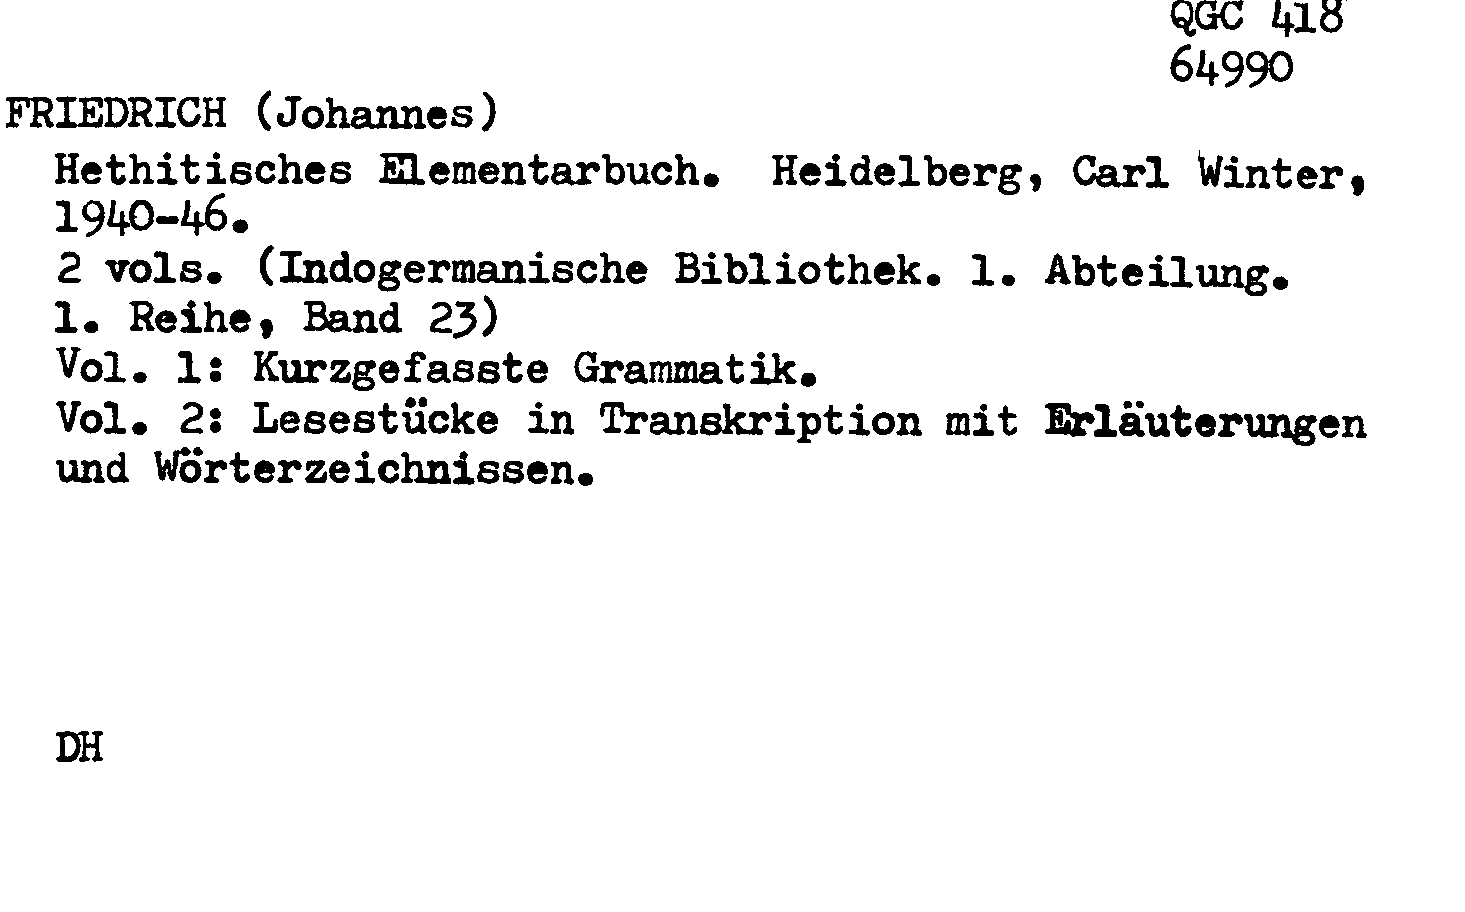 QGC 418
64990
FRIEDRICH (Johannes)
Hethitisches Elementarbuch. Heidelberg, Carl Winter,
1940-46.
2 vols. (Indogermanische Bibliothek. 1. Abteilung.
1. Reihe, Band 23)
Vol. 1: Kurzgefasste Grammatik.
Vol. 2: Lesestücke in Transkription mit Erläuterungen
und Wörterzeichnissen.
DH